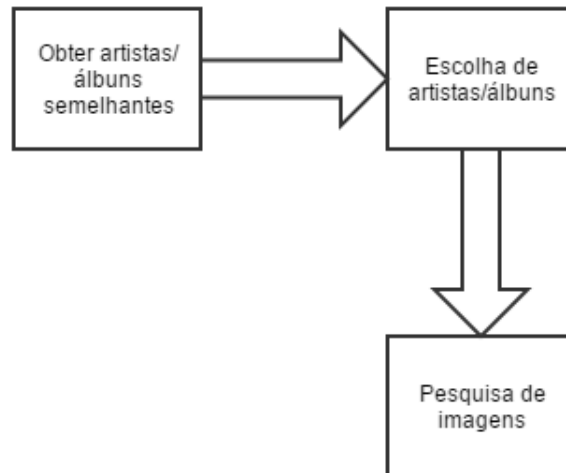 Obter artistas/
álbuns
semelhantes
Escolha de
artistas/álbuns
Pesquisa de
imagens